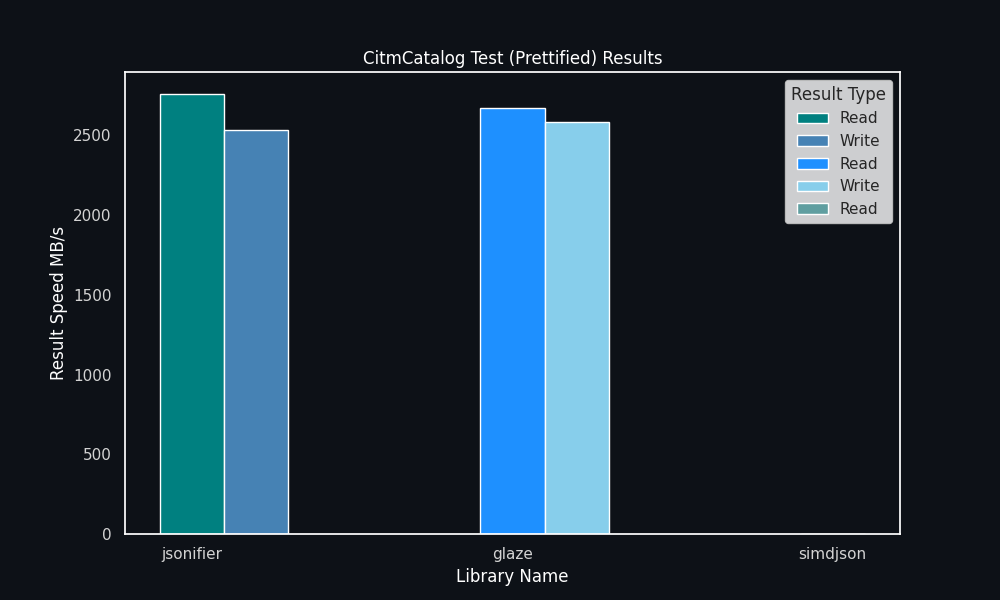 CitmCatalog Test (Prettified) Results
Result Type
Read
Write
Read
Write
Read
2500
2000
1500
1000
500
0
Result Speed MB/s
jsonifier
glaze
simdjson
Library Name